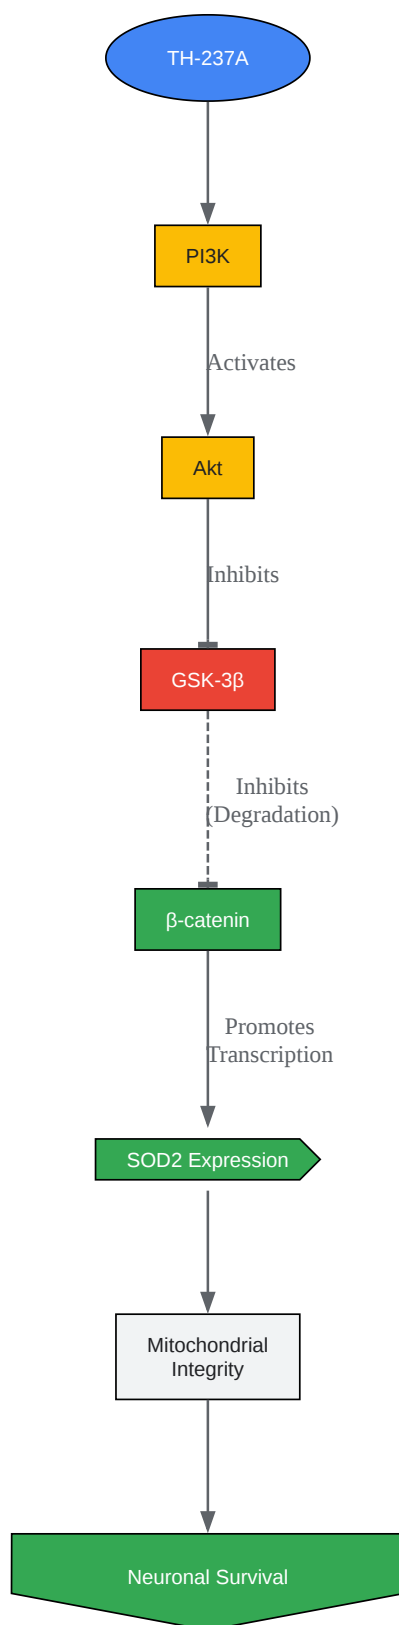 TH-237A
PI3K
Activates
Akt
Inhibits
GSK-3β
Inhibits
(Degradation)
β-catenin
Promotes
Transcription
SOD2 Expression
Mitochondrial
Integrity
Neuronal Survival